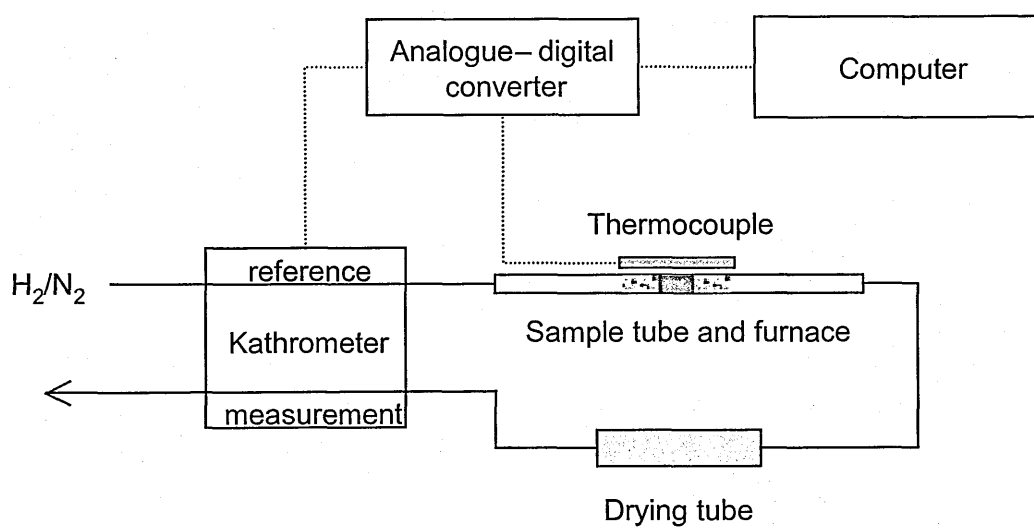 Analogue– digital
converter
Computer
Thermocouple
H₂/N₂
reference
Sample tube and furnace
Kathrometer
measurement
Drying tube